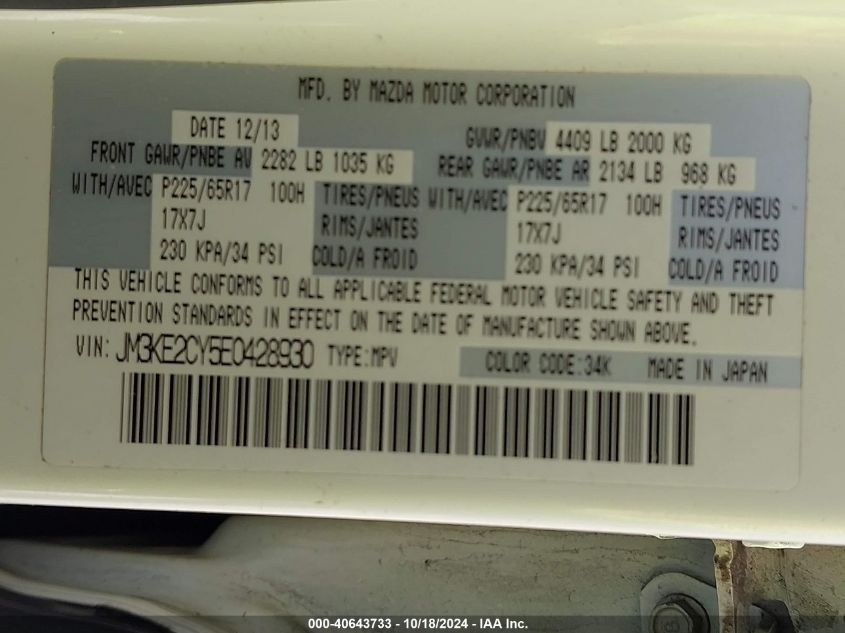 MFD. BY MAZDA MOTOR CORPORATION
DATE 12/13 GVWR/PNBV 4409 LB 2000 KG
FRONT GAWR/PNBE AV 2282 LB 1035 KG REAR GAWR/PNBE AR 2134 LB 968 KG
WITH/AVEC P225/65R17 100H TIRES/PNEUS WITH/AVEC P225/65R17 100H TIRES/PNEUS
17X7J RIMS/JANTES 17X7J RIMS/JANTES
230 KPA/34 PSI COLD/A FROID 230 KPA/34 PSI COLD/A FROID
THIS VEHICLE CONFORMS TO ALL APPLICABLE FEDERAL MOTOR VEHICLE SAFETY AND THEFT
PREVENTION STANDARDS IN EFFECT ON THE DATE OF MANUFACTURE SHOWN ABOVE.
VIN: JM3KE2CY5E0428930 TYPE:MPV COLOR CODE:34K MADE IN JAPAN
000-40643733 - 10/18/2024 - IAA Inc.